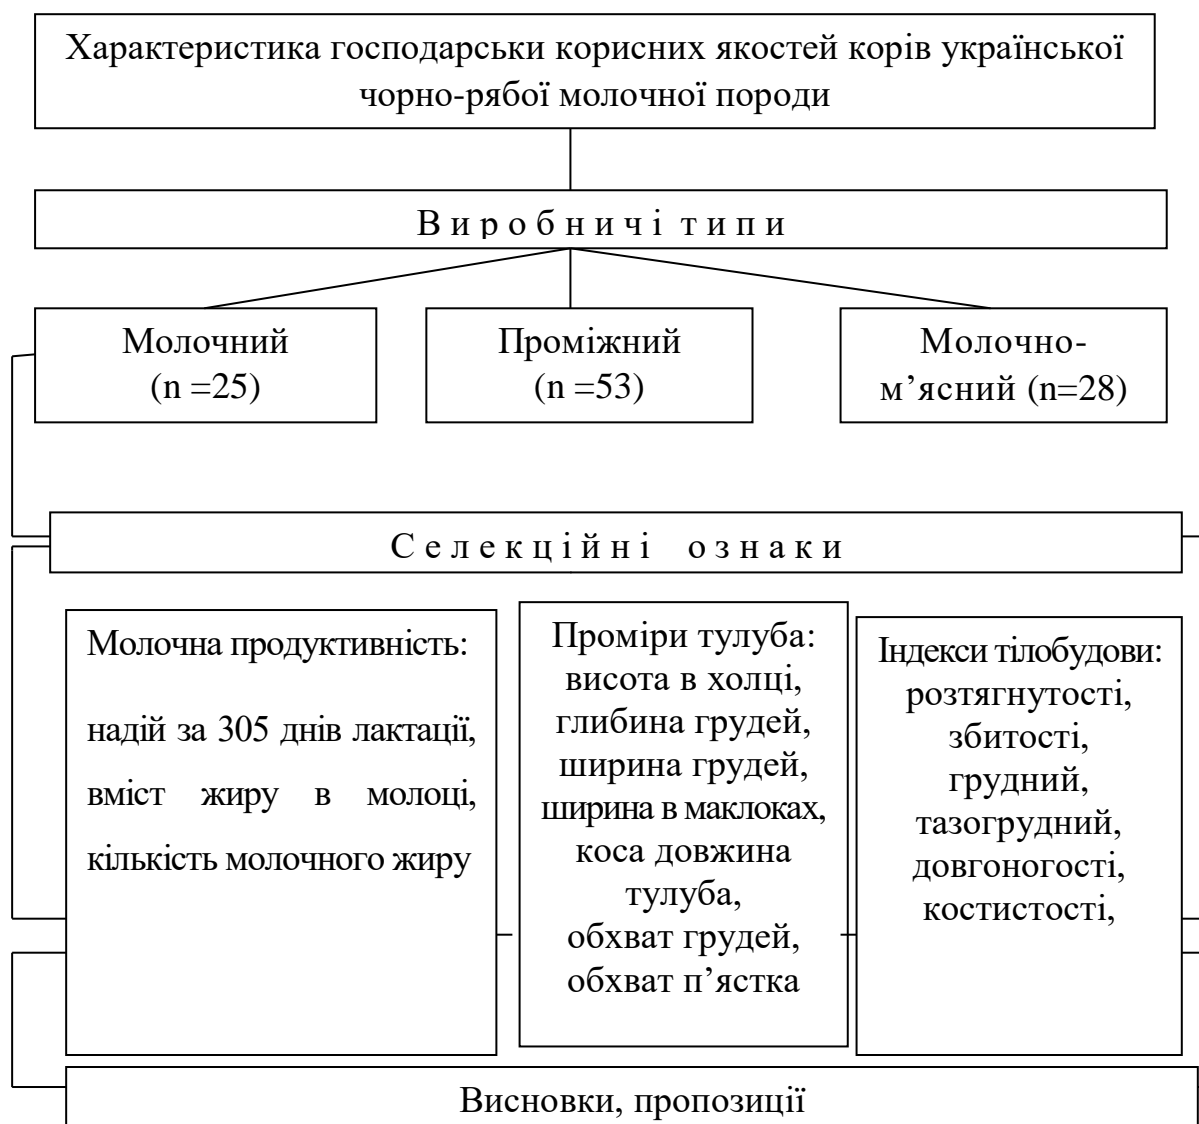 Характеристика господарськи корисних якостей корів української
чорно-рябої молочної породи
В и р о б н и ч і т и п и
Молочний
(n =25)
Проміжний
(n =53)
Молочно-
м’ясний (n=28)
С е л е к ц і й н і о з н а к и
Молочна продуктивність:
надій за 305 днів лактації,
вміст жиру в молоці,
кількість молочного жиру
Проміри тулуба:
висота в холці,
глибина грудей,
ширина грудей,
ширина в маклоках,
коса довжина
тулуба,
обхват грудей,
обхват п’ястка
Індекси тілобудови:
розтягнутості,
збитості,
грудний,
тазогрудний,
довгоногості,
костистості,
Висновки, пропозиції